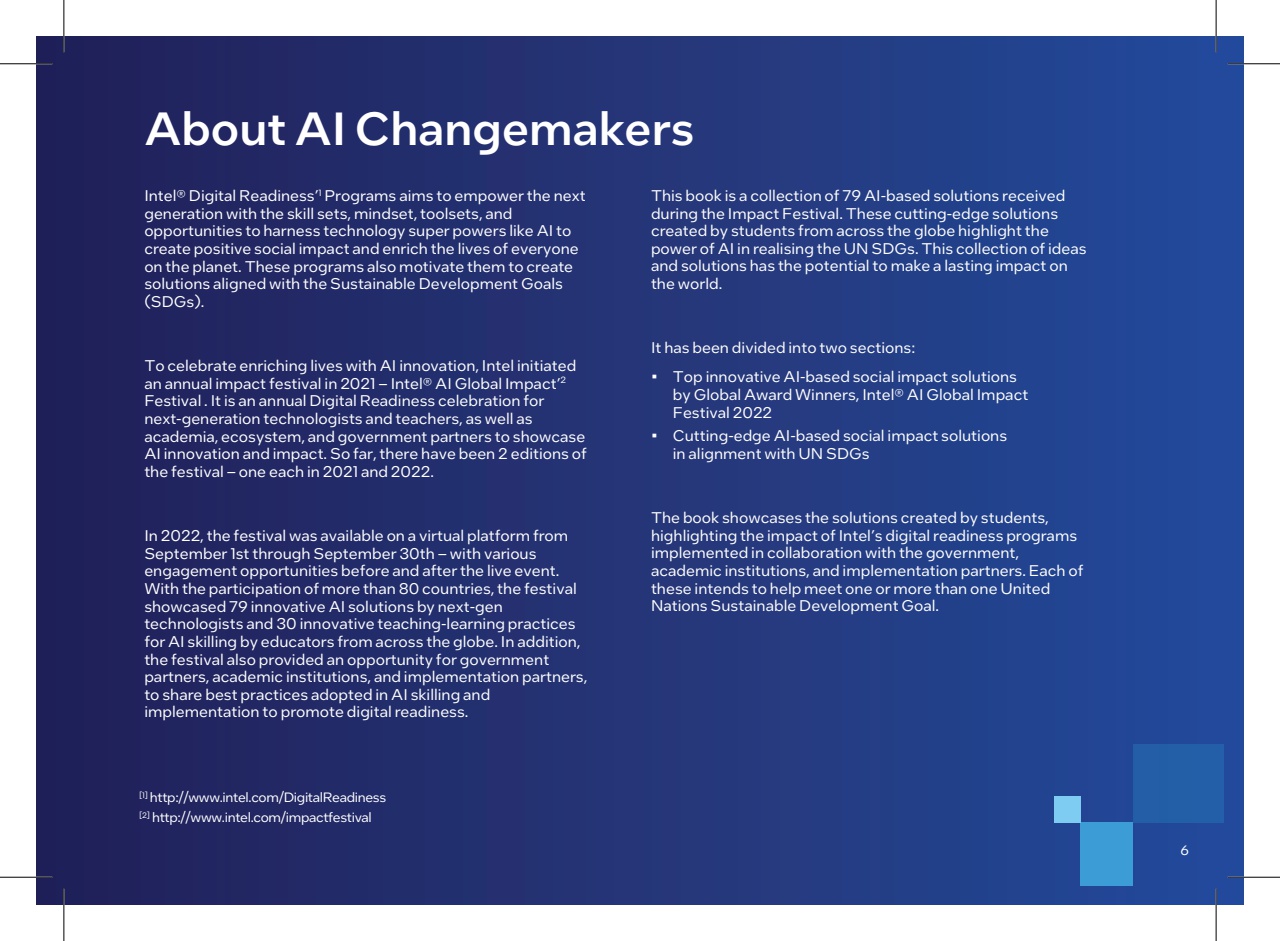 About AI Changemakers
Intel® Digital Readiness’¹ Programs aims to empower the next
generation with the skill sets, mindset, toolsets, and
opportunities to harness technology super powers like AI to
create positive social impact and enrich the lives of everyone
on the planet. These programs also motivate them to create
solutions aligned with the Sustainable Development Goals
(SDGs).
To celebrate enriching lives with AI innovation, Intel initiated
an annual impact festival in 2021 – Intel® AI Global Impact’²
Festival . It is an annual Digital Readiness celebration for
next-generation technologists and teachers, as well as
academia, ecosystem, and government partners to showcase
AI innovation and impact. So far, there have been 2 editions of
the festival – one each in 2021 and 2022.
In 2022, the festival was available on a virtual platform from
September 1st through September 30th – with various
engagement opportunities before and after the live event.
With the participation of more than 80 countries, the festival
showcased 79 innovative AI solutions by next-gen
technologists and 30 innovative teaching-learning practices
for AI skilling by educators from across the globe. In addition,
the festival also provided an opportunity for government
partners, academic institutions, and implementation partners,
to share best practices adopted in AI skilling and
implementation to promote digital readiness.
This book is a collection of 79 AI-based solutions received
during the Impact Festival. These cutting-edge solutions
created by students from across the globe highlight the
power of AI in realising the UN SDGs. This collection of ideas
and solutions has the potential to make a lasting impact on
the world.
It has been divided into two sections:
▪ Top innovative AI-based social impact solutions
by Global Award Winners, Intel® AI Global Impact
Festival 2022
▪ Cutting-edge AI-based social impact solutions
in alignment with UN SDGs
The book showcases the solutions created by students,
highlighting the impact of Intel’s digital readiness programs
implemented in collaboration with the government,
academic institutions, and implementation partners. Each of
these intends to help meet one or more than one United
Nations Sustainable Development Goal.
[1] http://www.intel.com/DigitalReadiness
[2] http://www.intel.com/impactfestival
6